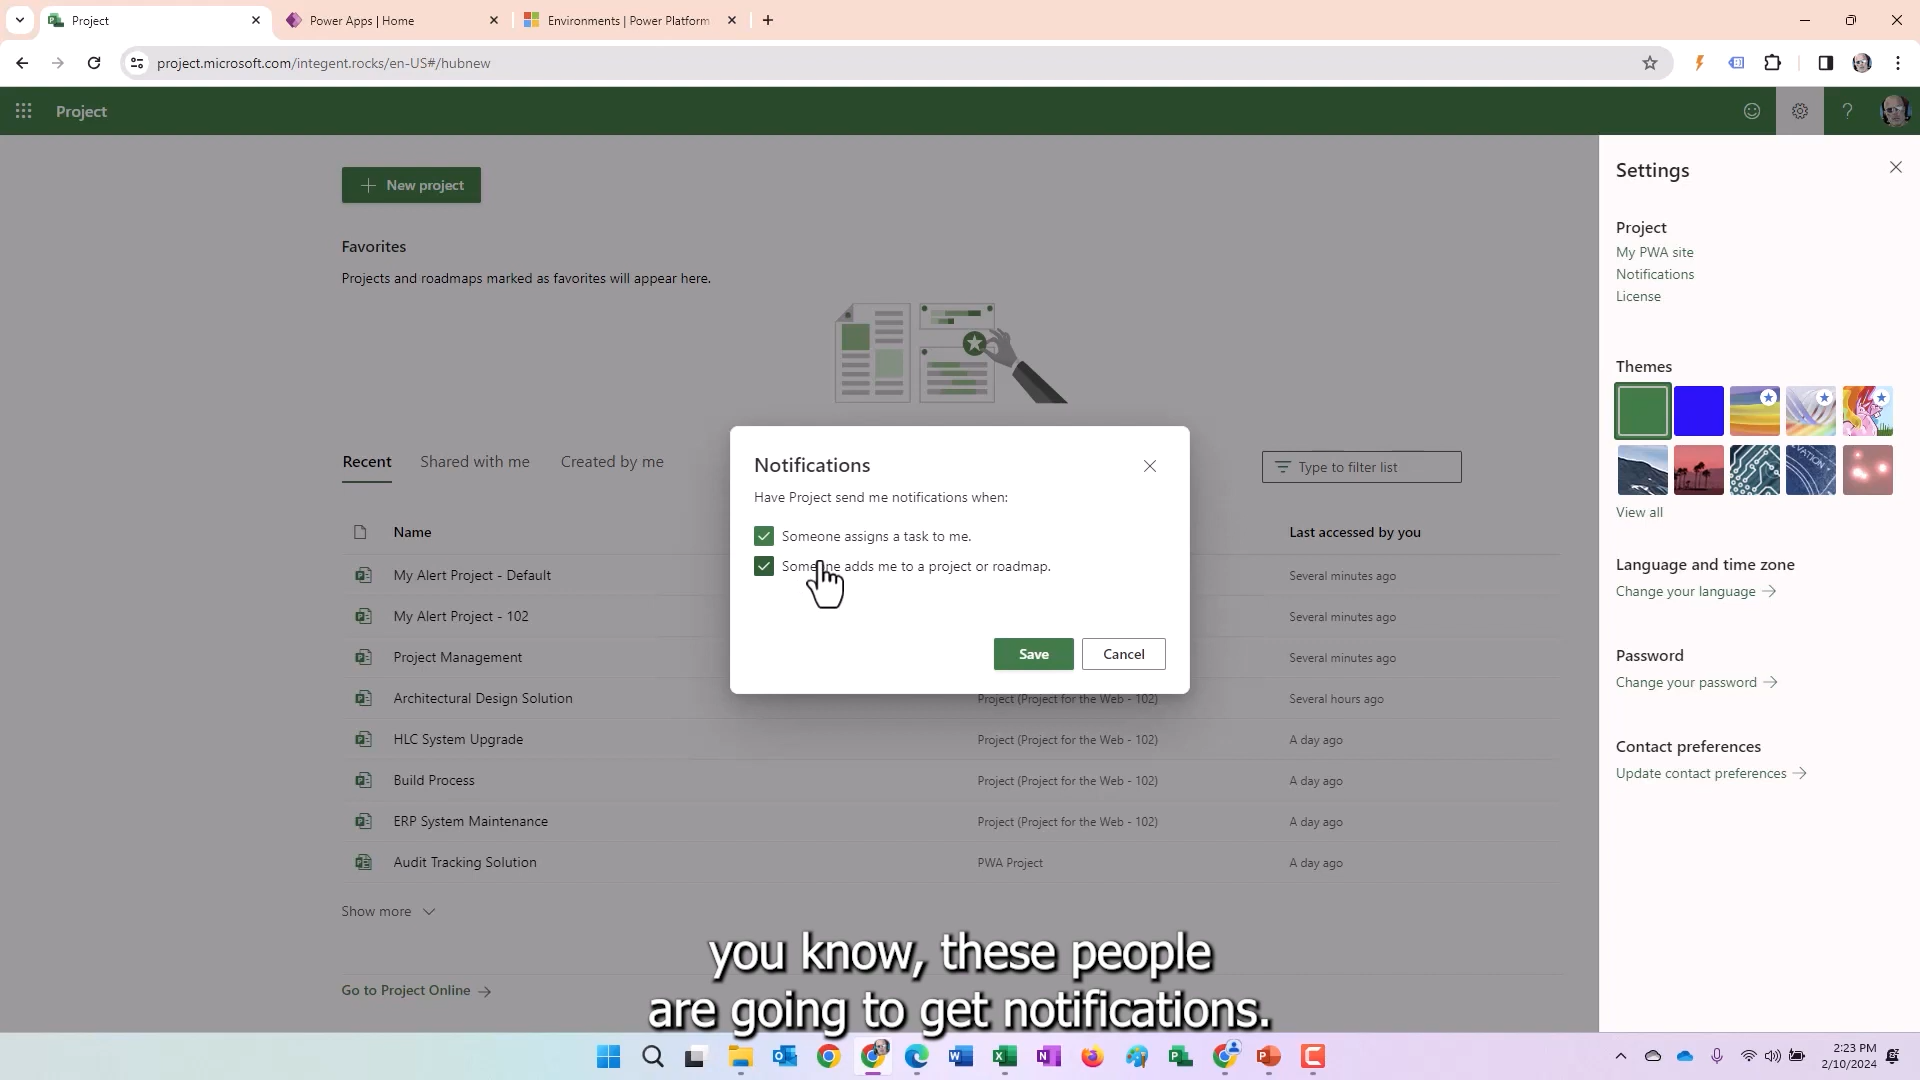 Project
Power Apps | Home
Environments | Power Platform
project.microsoft.com/integent.rocks/en-US#/hubnew
Project
New project
Favorites
Projects and roadmaps marked as favorites will appear here.
Recent
Shared with me
Created by me
Type to filter list
Name
Last accessed by you
My Alert Project - Default
Several minutes ago
My Alert Project - 102
Several minutes ago
Project Management
Several minutes ago
Architectural Design Solution
Project (Project for the Web - 102)
Several hours ago
HLC System Upgrade
Project (Project for the Web - 102)
A day ago
Build Process
Project (Project for the Web - 102)
A day ago
ERP System Maintenance
Project (Project for the Web - 102)
A day ago
Audit Tracking Solution
PWA Project
A day ago
Show more
Go to Project Online
Notifications
Have Project send me notifications when:
Someone assigns a task to me.
Someone adds me to a project or roadmap.
Save
Cancel
Settings
Project
My PWA site
Notifications
License
Themes
View all
Language and time zone
Change your language
Password
Change your password
Contact preferences
Update contact preferences
you know, these people
are going to get notifications.
2:23 PM
2/10/2024